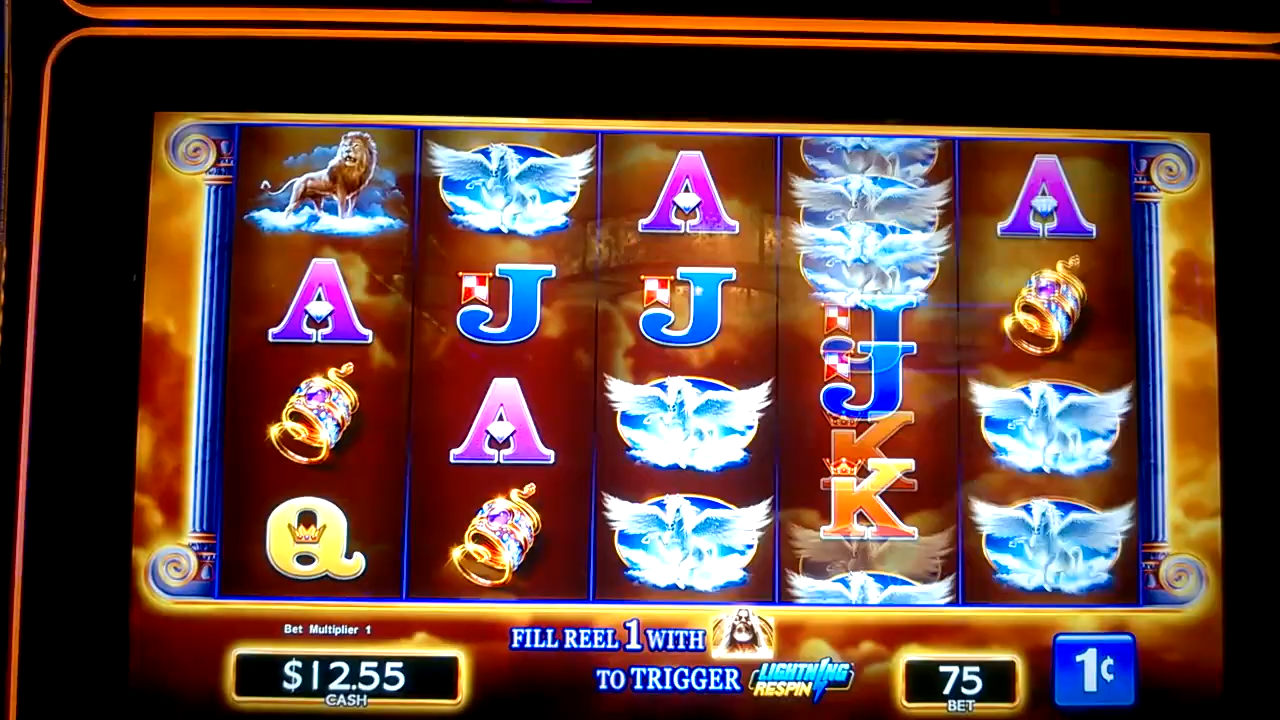 A A
A J J J
J
A K
Q K
Bet Multiplier 1
FILL REEL 1 WITH
TO TRIGGER LIGHTNING RESPIN
$12.55
CASH
75
BET
1¢